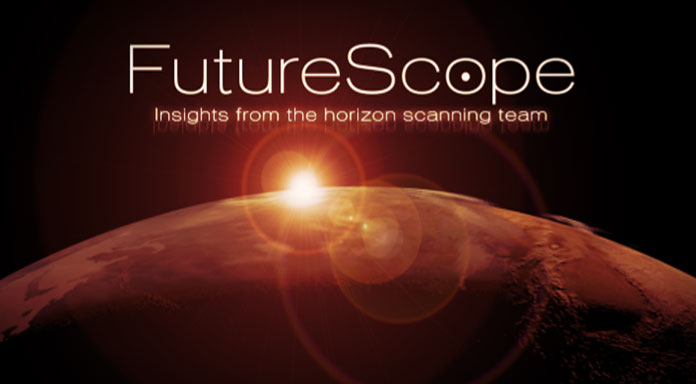 FutureScope
Insights from the horizon scanning team